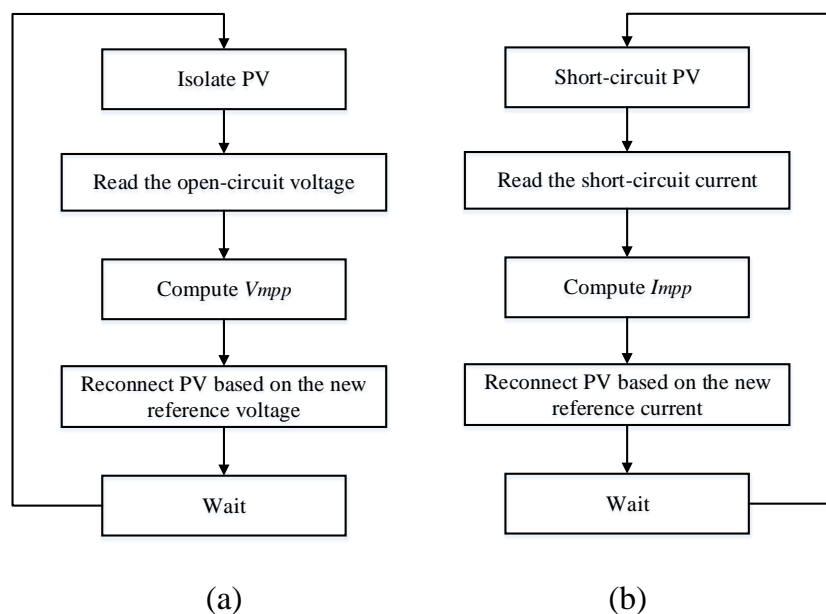 Isolate PV
Read the open-circuit voltage
Compute Vmpp
Reconnect PV based on the new
reference voltage
Wait
(a)
Short-circuit PV
Read the short-circuit current
Compute Impp
Reconnect PV based on the new
reference current
Wait
(b)